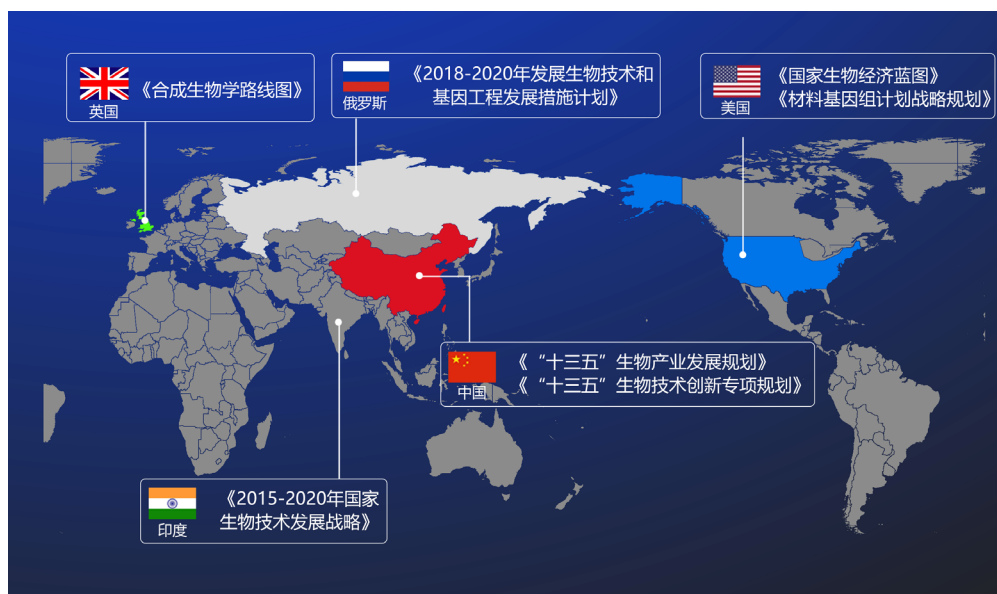 英国
《合成生物学路线图》
俄罗斯
《2018-2020年发展生物技术和
基因工程发展措施计划》
美国
《国家生物经济蓝图》
《材料基因组计划战略规划》
中国
《“十三五”生物产业发展规划》
《“十三五”生物技术创新专项规划》
印度
《2015-2020年国家
生物技术发展战略》